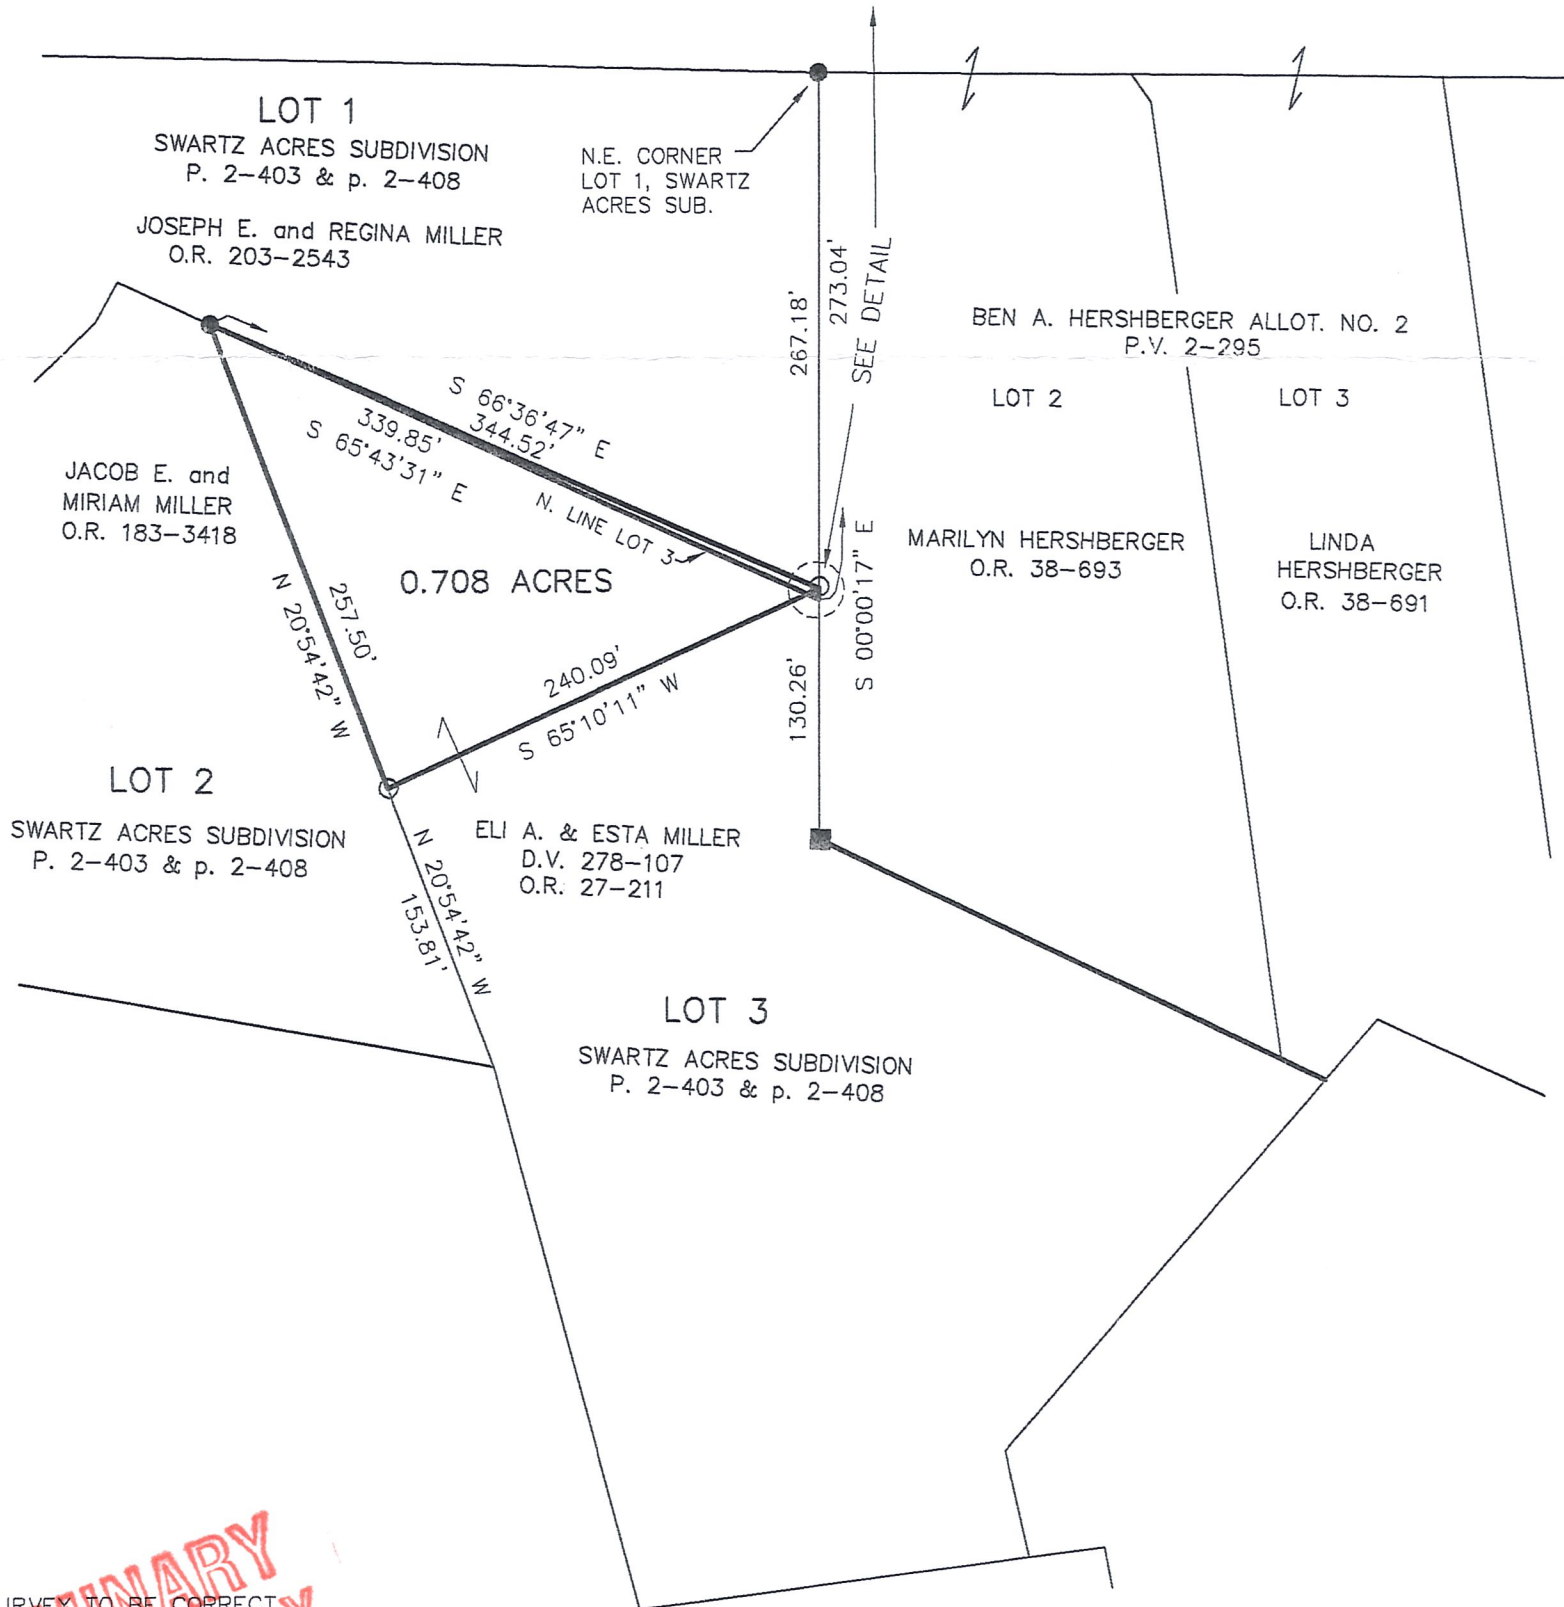 LOT 1
SWARTZ ACRES SUBDIVISION
P. 2-403 & p. 2-408
JOSEPH E. and REGINA MILLER
O.R. 203-2543
N.E. CORNER
LOT 1, SWARTZ
ACRES SUB.
267.18'
273.04'
SEE DETAIL
BEN A. HERSHBERGER ALLOT. NO. 2
P.V. 2-295
LOT 2
LOT 3
S 66°36'47" E
344.52'
339.85'
S 65°43'31" E
N. LINE LOT 3
JACOB E. and
MIRIAM MILLER
O.R. 183-3418
0.708 ACRES
257.50'
N 20°54'42" W
240.09'
S 65°10'11" W
130.26'
S 00°00'17" E
MARILYN HERSHBERGER
O.R. 38-693
LINDA
HERSHBERGER
O.R. 38-691
LOT 2
SWARTZ ACRES SUBDIVISION
P. 2-403 & p. 2-408
ELI A. & ESTA MILLER
D.V. 278-107
O.R. 27-211
N 20°54'42" W
153.81'
LOT 3
SWARTZ ACRES SUBDIVISION
P. 2-403 & p. 2-408
INARY
Y
URVEY TO BE CORRECT